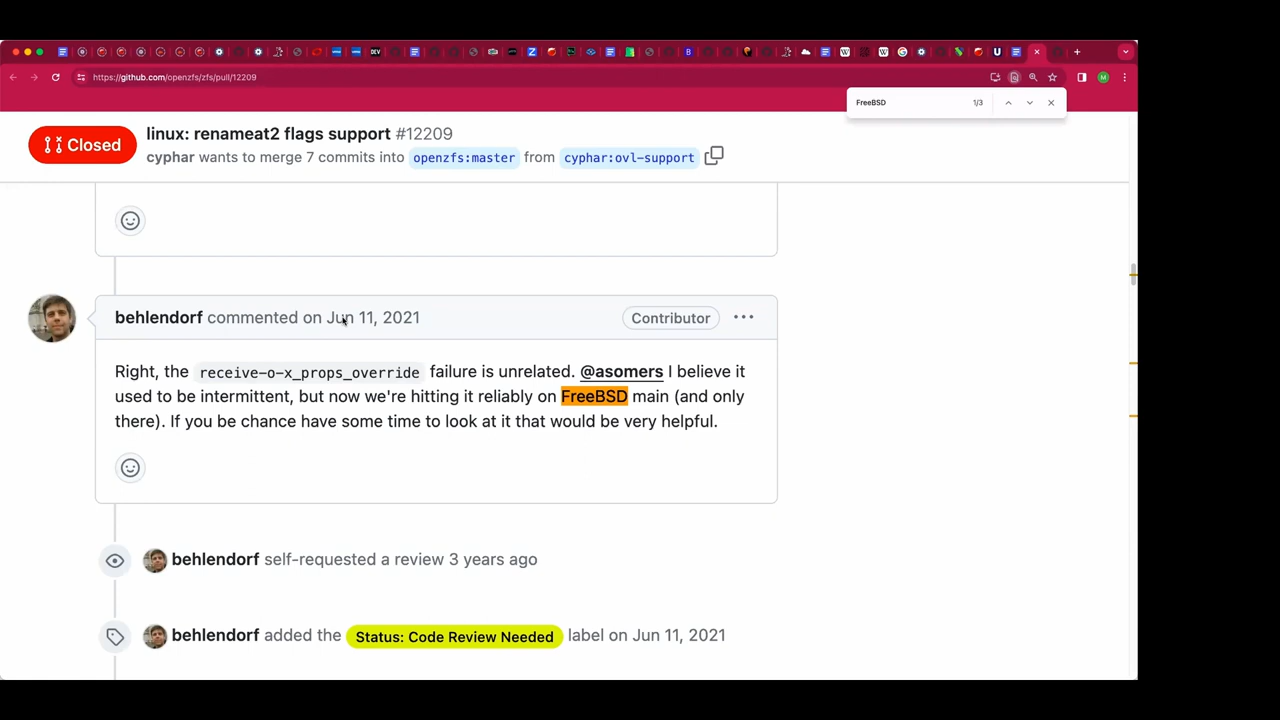 https://github.com/openzfs/zfs/pull/12209
FreeBSD 1/3
Closed
linux: renameat2 flags support #12209
cyphar wants to merge 7 commits into openzfs:master from cyphar:ovl-support
behlendorf commented on Jun 11, 2021
Contributor
Right, the receive-o-x_props_override failure is unrelated. @asomers I believe it
used to be intermittent, but now we're hitting it reliably on FreeBSD main (and only
there). If you be chance have some time to look at it that would be very helpful.
behlendorf self-requested a review 3 years ago
behlendorf added the Status: Code Review Needed label on Jun 11, 2021